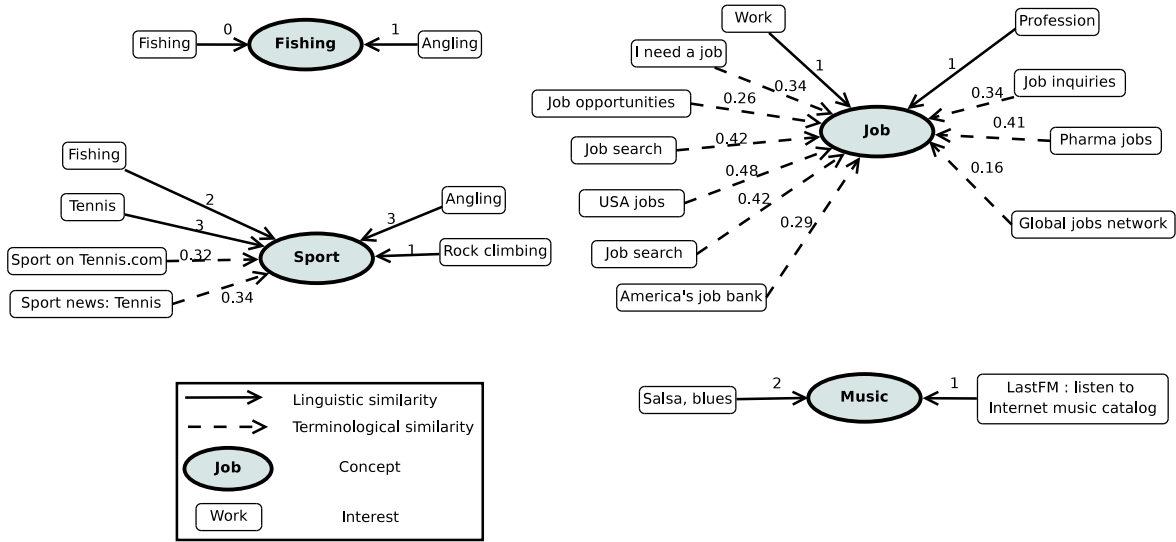 Fishing
0
Fishing
1
Angling
Fishing
2
Tennis
3
Sport on Tennis.com
0.32
Sport news: Tennis
0.34
Sport
3
Angling
1
Rock climbing
Work
1
Profession
1
I need a job
0.34
Job opportunities
0.26
Job search
0.42
USA jobs
0.48
Job search
0.42
America's job bank
0.29
Job
Job inquiries
0.34
Pharma jobs
0.41
Global jobs network
0.16
Salsa, blues
2
Music
1
LastFM : listen to
Internet music catalog
Linguistic similarity
Terminological similarity
Job
Concept
Work
Interest